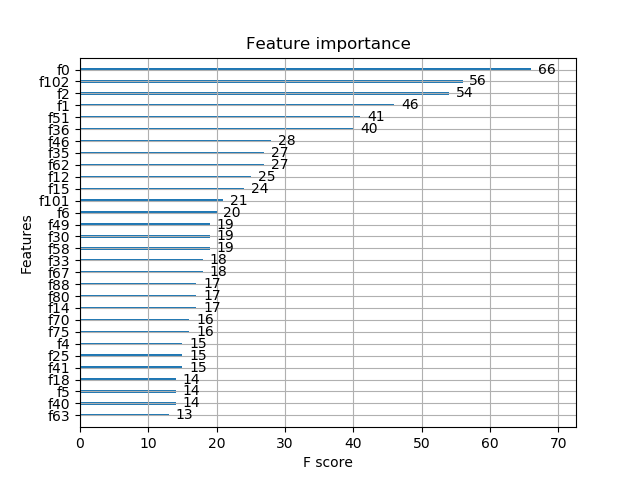 Feature importance
f0 66
f102 56
f2 54
f1 46
f51 41
f36 40
f46 28
f35 27
f62 27
f12 25
f15 24
f101 21
f6 20
f49 19
f30 19
f58 19
f33 18
f67 18
f88 17
f80 17
f14 17
f70 16
f75 16
f4 15
f25 15
f41 15
f18 14
f5 14
f40 14
f63 13
Features
0 10 20 30 40 50 60 70
F score